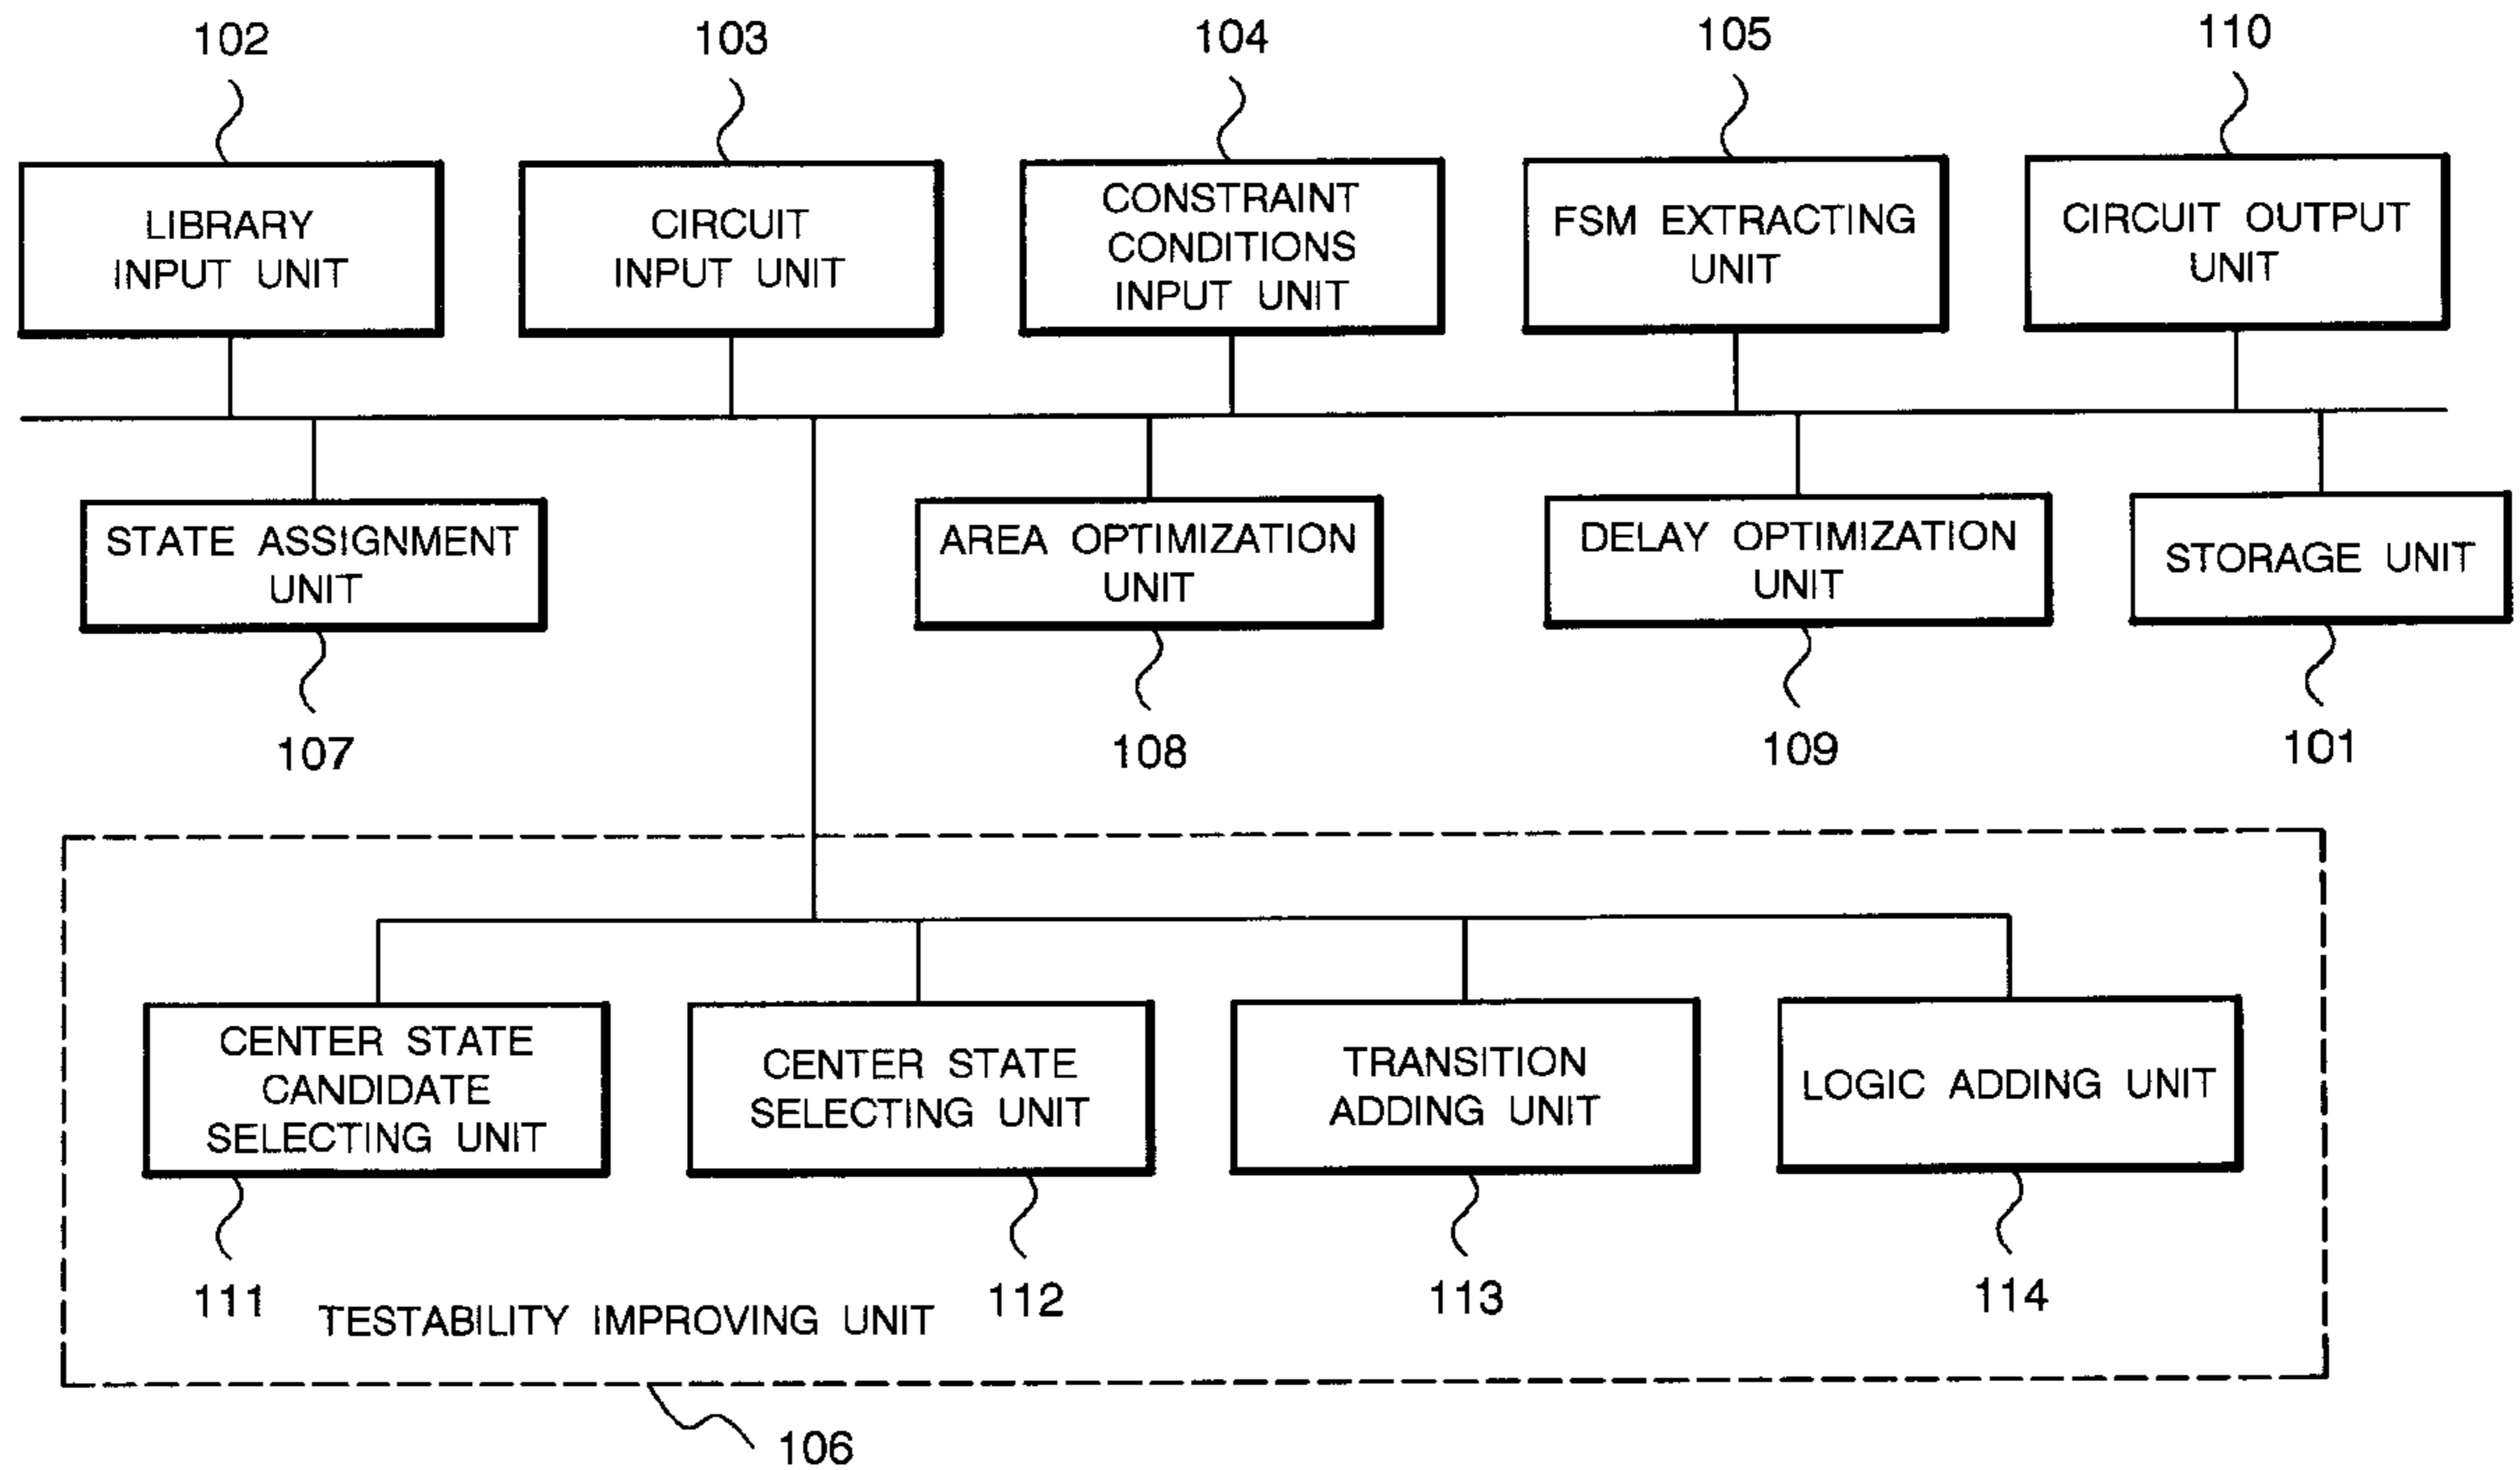 102
103
104
105
110
LIBRARY
INPUT UNIT
CIRCUIT
INPUT UNIT
CONSTRAINT
CONDITIONS
INPUT UNIT
FSM EXTRACTING
UNIT
CIRCUIT OUTPUT
UNIT
STATE ASSIGNMENT
UNIT
AREA OPTIMIZATION
UNIT
DELAY OPTIMIZATION
UNIT
STORAGE UNIT
107
108
109
101
CENTER STATE
CANDIDATE
SELECTING UNIT
CENTER STATE
SELECTING UNIT
TRANSITION
ADDING UNIT
LOGIC ADDING UNIT
111
112
113
114
TESTABILITY IMPROVING UNIT
106